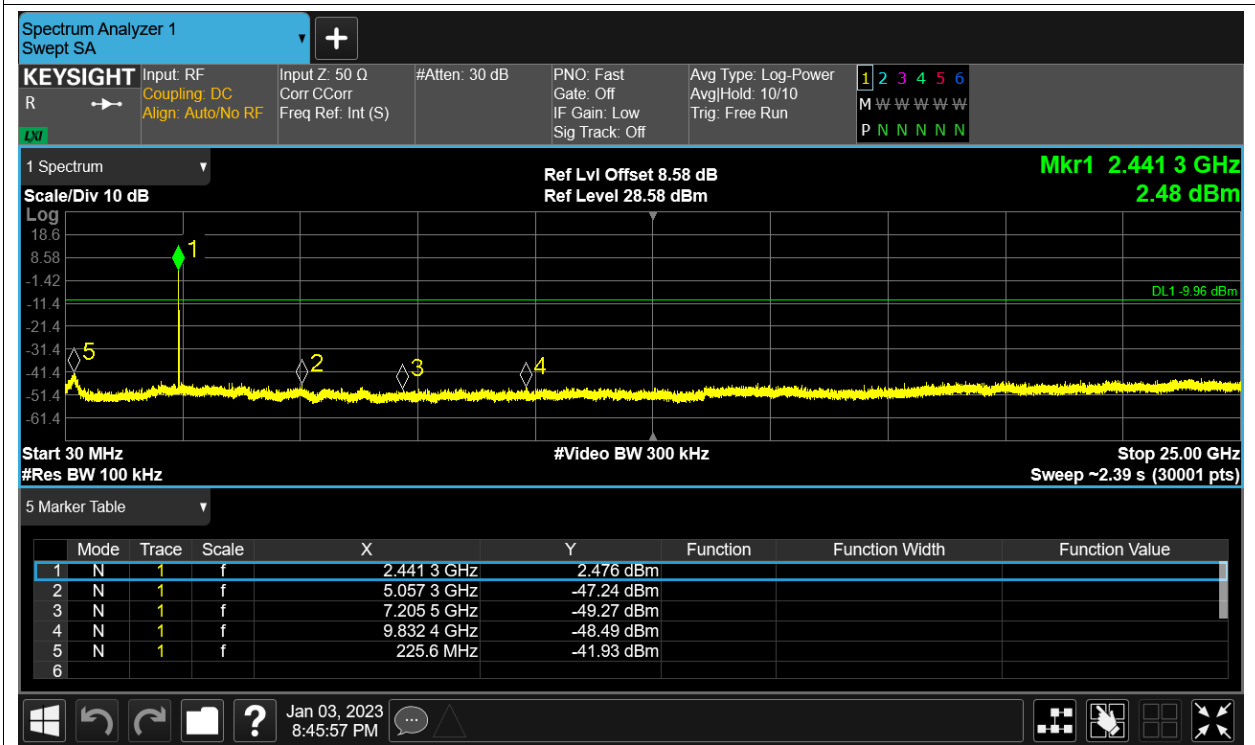 Spectrum Analyzer 1
Swept SA
KEYSIGHT
R
LXI
Input: RF
Coupling: DC
Align: Auto/No RF
Input Z: 50 Ω
Corr CCorr
Freq Ref: Int (S)
#Atten: 30 dB
PNO: Fast
Gate: Off
IF Gain: Low
Sig Track: Off
Avg Type: Log-Power
Avg|Hold: 10/10
Trig: Free Run
1 2 3 4 5 6
M W W W W W
P N N N N N
1 Spectrum
Scale/Div 10 dB
Ref Lvl Offset 8.58 dB
Ref Level 28.58 dBm
Mkr1 2.441 3 GHz
2.48 dBm
Log
18.6
8.58
-1.42
-11.4
-21.4
-31.4
-41.4
-51.4
-61.4
1
DL1 -9.96 dBm
5
2
3
4
Start 30 MHz
#Res BW 100 kHz
#Video BW 300 kHz
Stop 25.00 GHz
Sweep ~2.39 s (30001 pts)
5 Marker Table
Mode Trace Scale X Y Function Function Width Function Value
1 N 1 f 2.441 3 GHz 2.476 dBm
2 N 1 f 5.057 3 GHz -47.24 dBm
3 N 1 f 7.205 5 GHz -49.27 dBm
4 N 1 f 9.832 4 GHz -48.49 dBm
5 N 1 f 225.6 MHz -41.93 dBm
6
?
Jan 03, 2023
8:45:57 PM